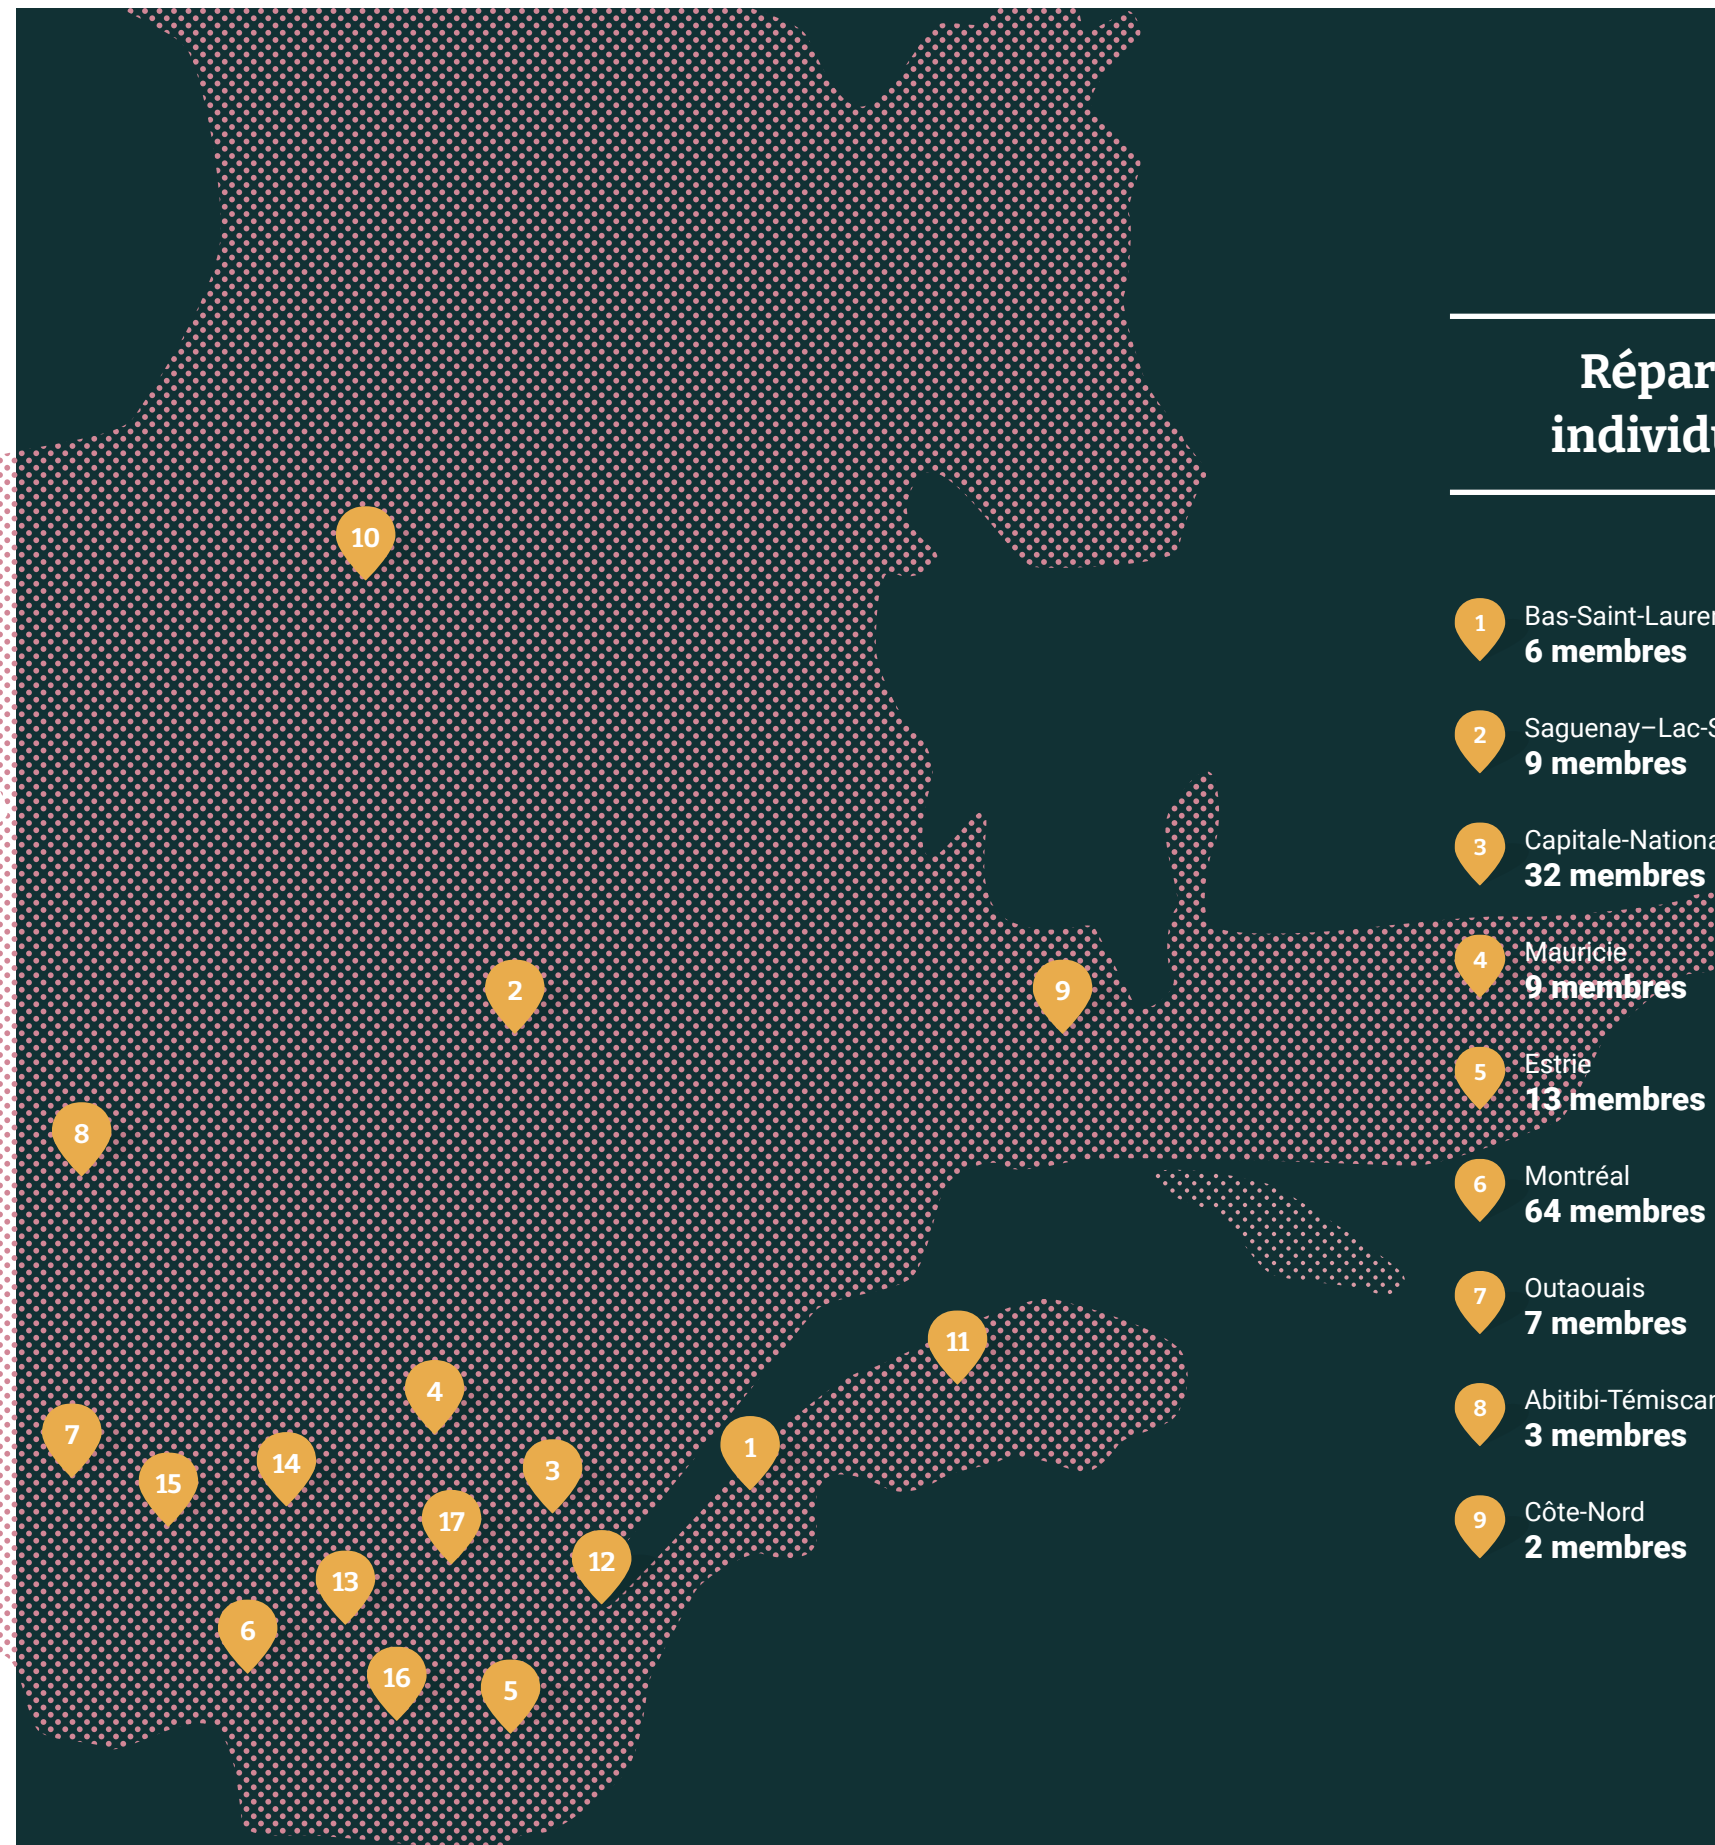 Répar
individu
10
2
9
8
11
4
7
14
1
15
3
17
12
13
6
16
5
1 Bas-Saint-Lauren
6 membres
2 Saguenay–Lac-S
9 membres
3 Capitale-Nationa
32 membres
4 Mauricie
9 membres
5 Estrie
13 membres
6 Montréal
64 membres
7 Outaouais
7 membres
8 Abitibi-Témiscan
3 membres
9 Côte-Nord
2 membres